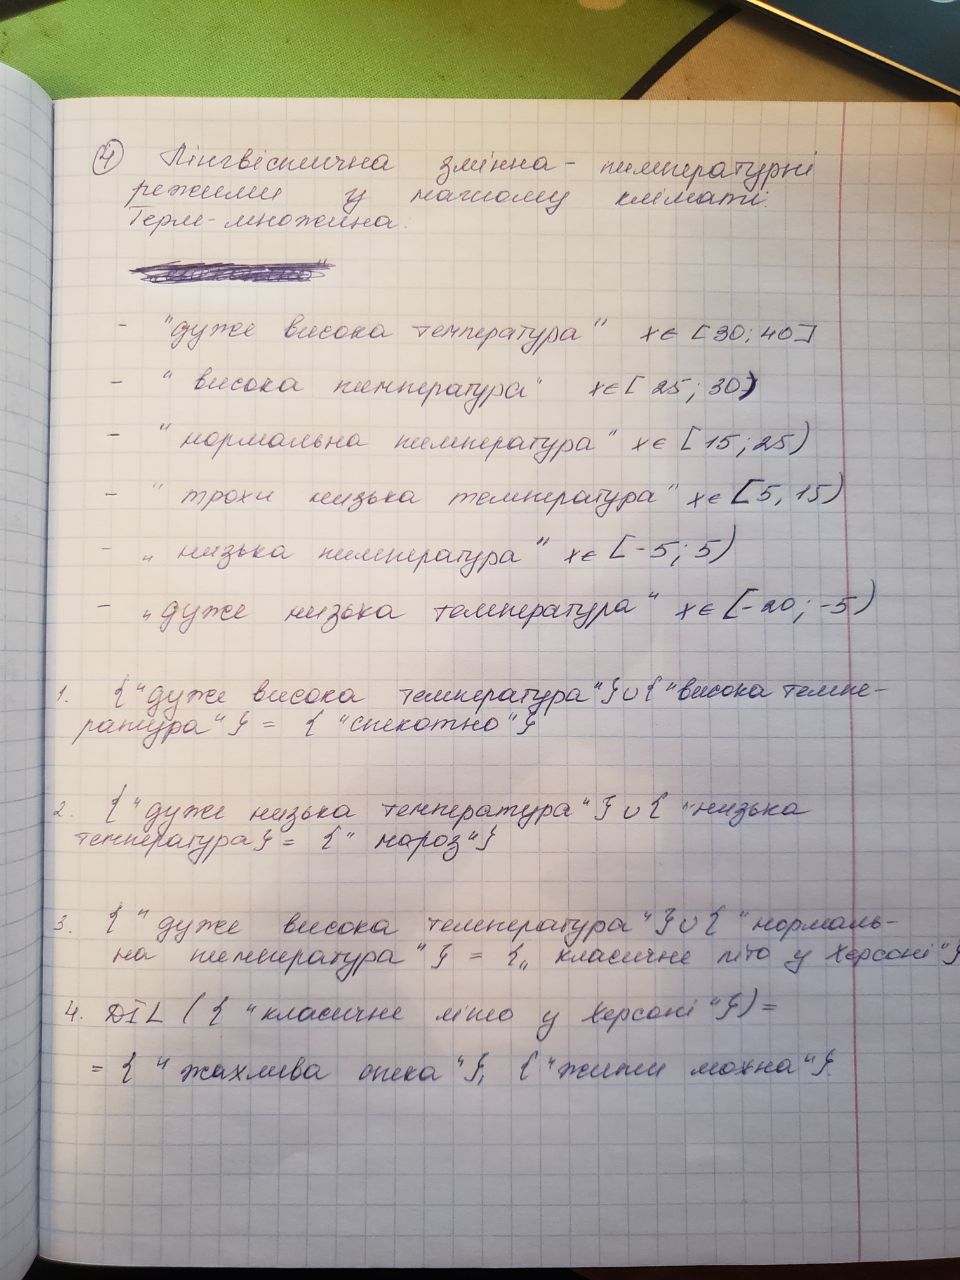 4 Лінгвістична змінна - температурні
режими у нашому кліматі.
Терм-множина:
- "дуже висока температура" x∈[30;40]
- "висока температура" x∈[25;30)
- "нормальна температура" x∈[15;25)
- "трохи низька температура" x∈[5,15)
- „низька температура" x∈[-5;5)
- „дуже низька температура" x∈[-20;-5)
1. {"дуже висока температура"}∪{"висока темпе-
ратура"} = {"спекотно"}
2. {"дуже низька температура"}∪{"низька
температура} = {"мороз"}
3. {"дуже висока температура"}∪{"нормаль-
на температура"} = {„класичне літо у Херсоні"}
4. DIL({"класичне літо у Херсоні"}) =
= {"жахлива спека"}; {"жити можна"}.